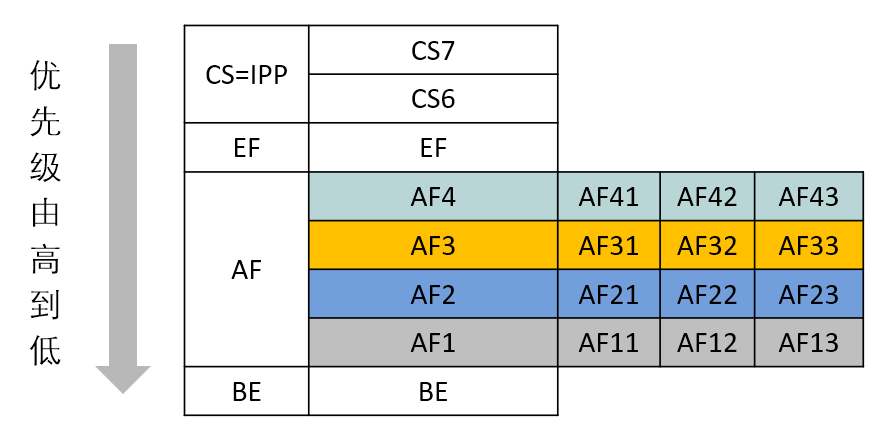 优先级由高到低
CS=IPP
CS7
CS6
EF
EF
AF
AF4
AF41
AF42
AF43
AF3
AF31
AF32
AF33
AF2
AF21
AF22
AF23
AF1
AF11
AF12
AF13
BE
BE